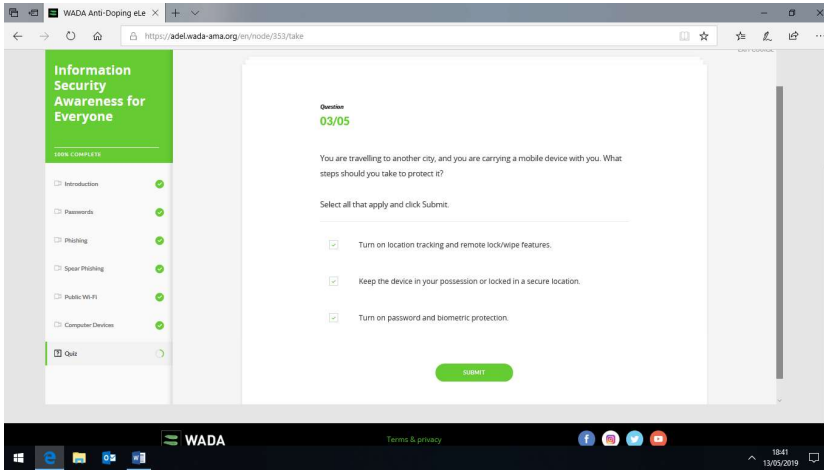 WADA Anti-Doping eLe
https://adel.wada-ama.org/en/node/353/take
Information
Security
Awareness for
Everyone
100% COMPLETE
Introduction
Passwords
Phishing
Spear Phishing
Public Wi-Fi
Computer Devices
Quiz
Question
03/05
You are travelling to another city, and you are carrying a mobile device with you. What
steps should you take to protect it?
Select all that apply and click Submit.
Turn on location tracking and remote lock/wipe features.
Keep the device in your possession or locked in a secure location.
Turn on password and biometric protection.
SUBMIT
WADA
Terms & privacy
18:41
13/05/2019